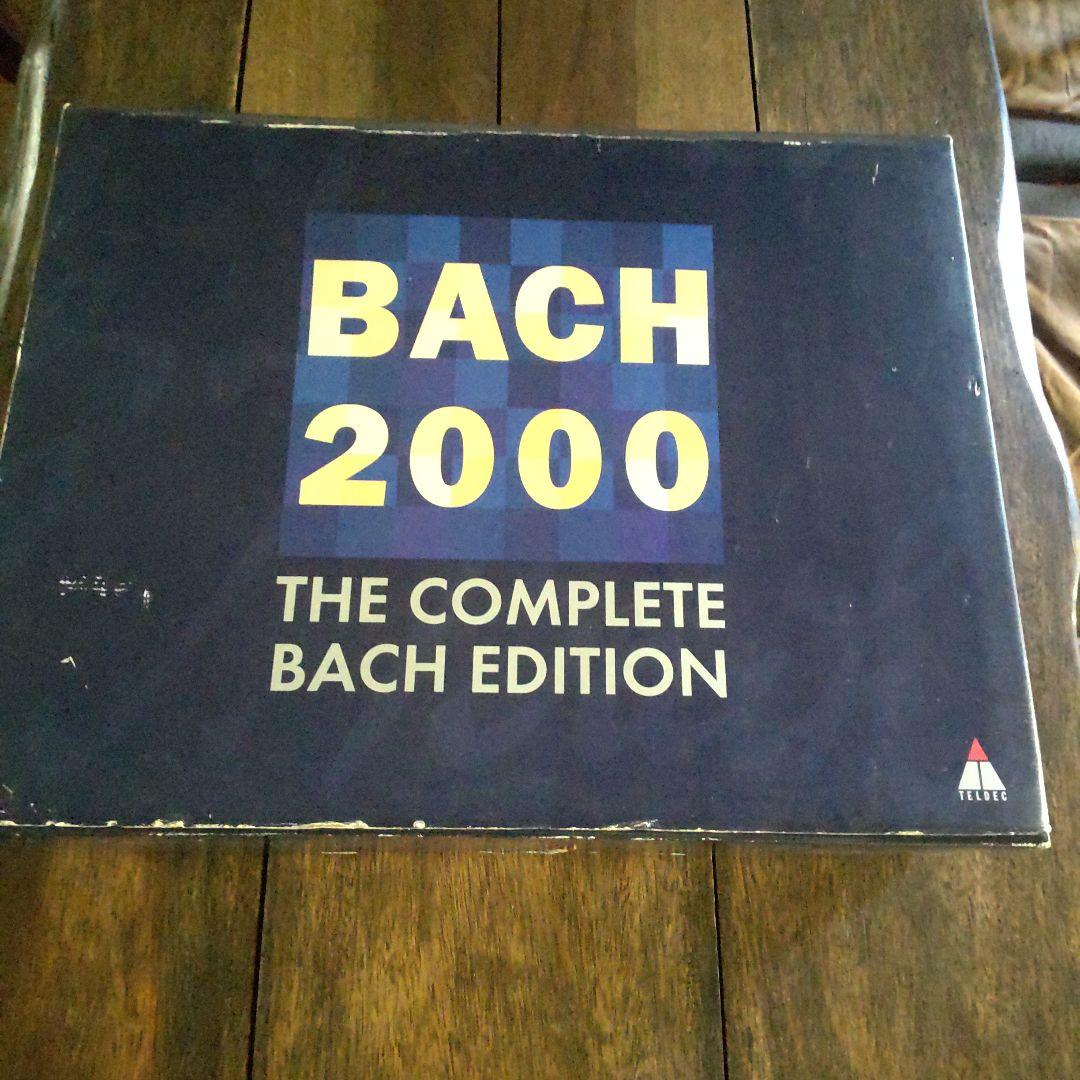 BACH
2000
THE COMPLETE
BACH EDITION
TELDEC